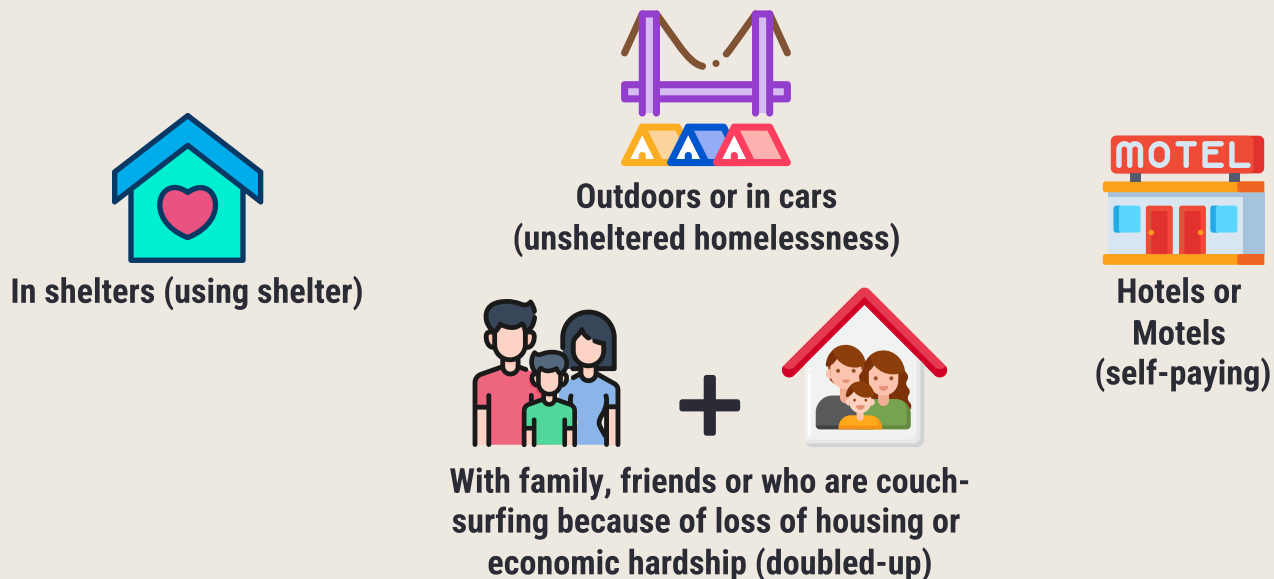 In shelters (using shelter)
Outdoors or in cars
(unsheltered homelessness)
MOTEL
Hotels or
Motels
(self-paying)
With family, friends or who are couch-
surfing because of loss of housing or
economic hardship (doubled-up)